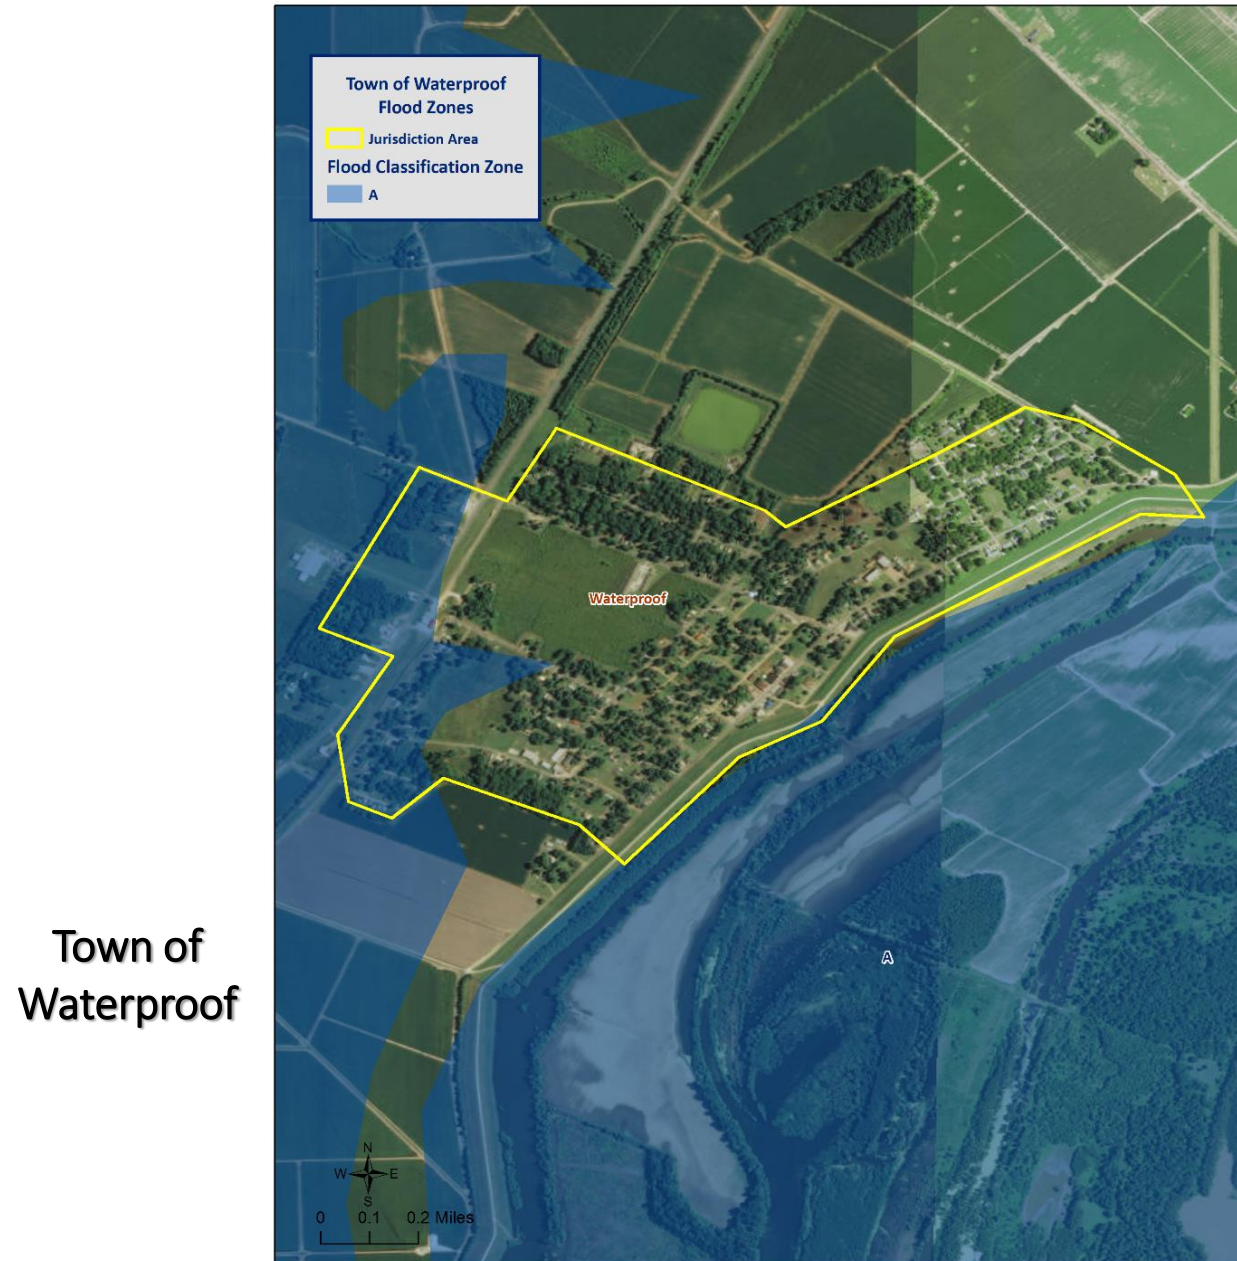 Town of Waterproof
Flood Zones
Jurisdiction Area
Flood Classification Zone
A
Waterproof
A
Town of
Waterproof
N
W E
S
0 0.1 0.2 Miles